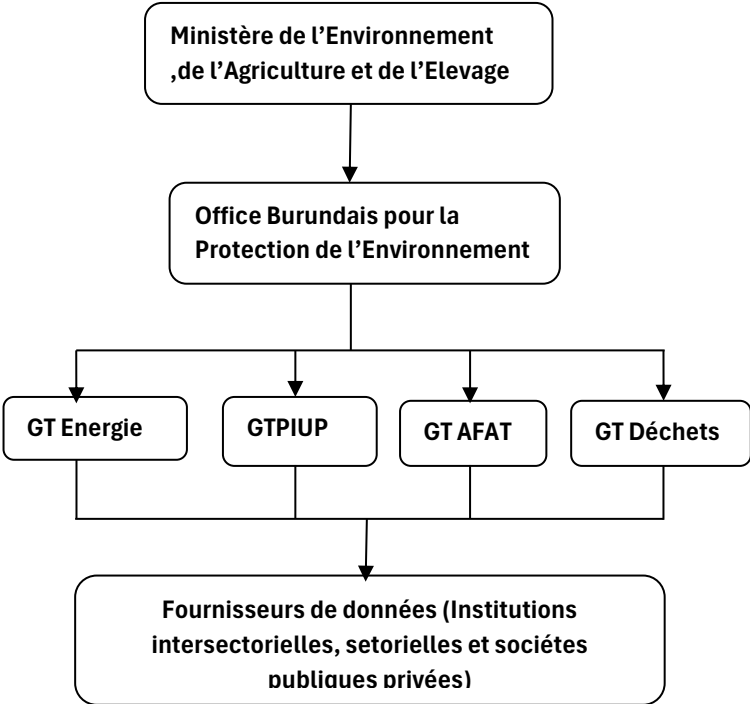 Ministère de l’Environnement
,de l’Agriculture et de l’Elevage
Office Burundais pour la
Protection de l’Environnement
GT Energie
GTPIUP
GT AFAT
GT Déchets
Fournisseurs de données (Institutions
intersectorielles, setorielles et sociétes
publiques privées)